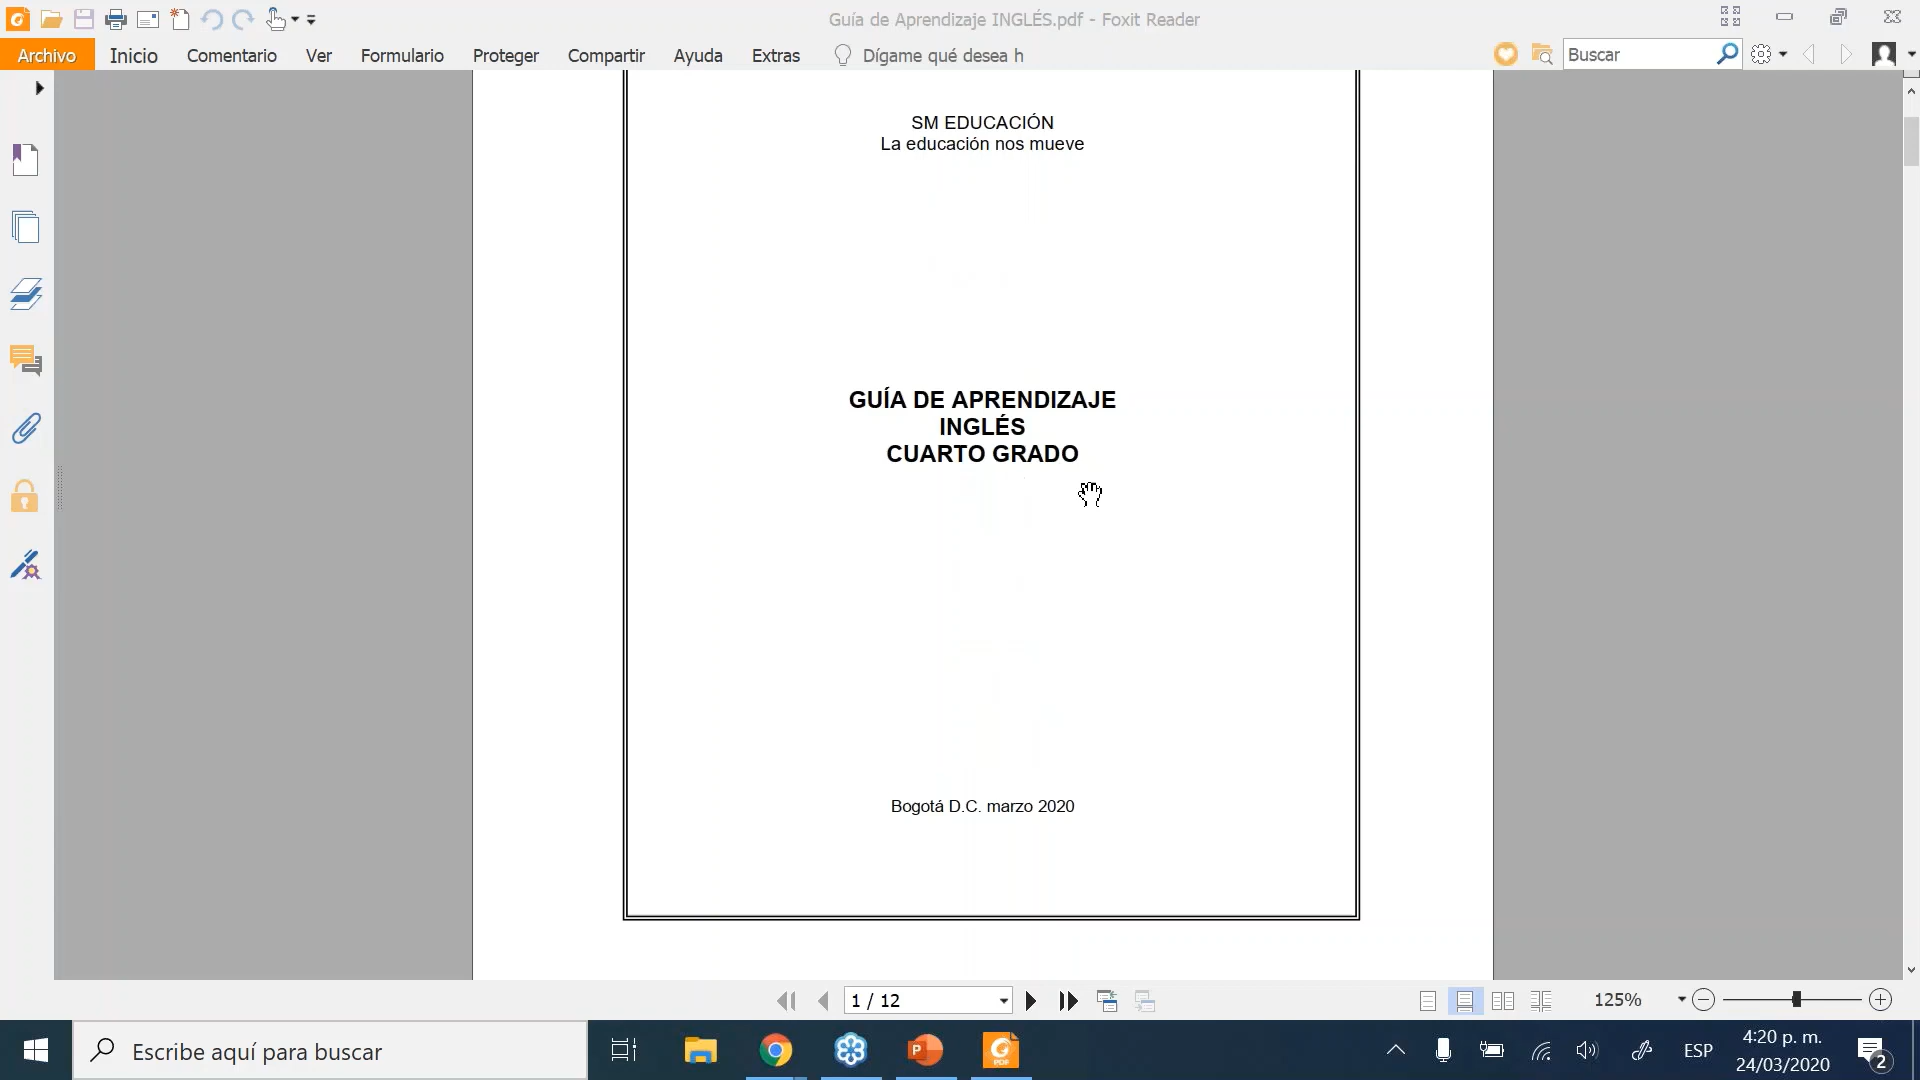 Guía de Aprendizaje INGLÉS.pdf - Foxit Reader
Archivo Inicio Comentario Ver Formulario Proteger Compartir Ayuda Extras Dígame qué desea h Buscar
SM EDUCACIÓN
La educación nos mueve
GUÍA DE APRENDIZAJE
INGLÉS
CUARTO GRADO
Bogotá D.C. marzo 2020
1 / 12 125%
Escribe aquí para buscar
P
PDF
ESP
4:20 p. m.
24/03/2020
2